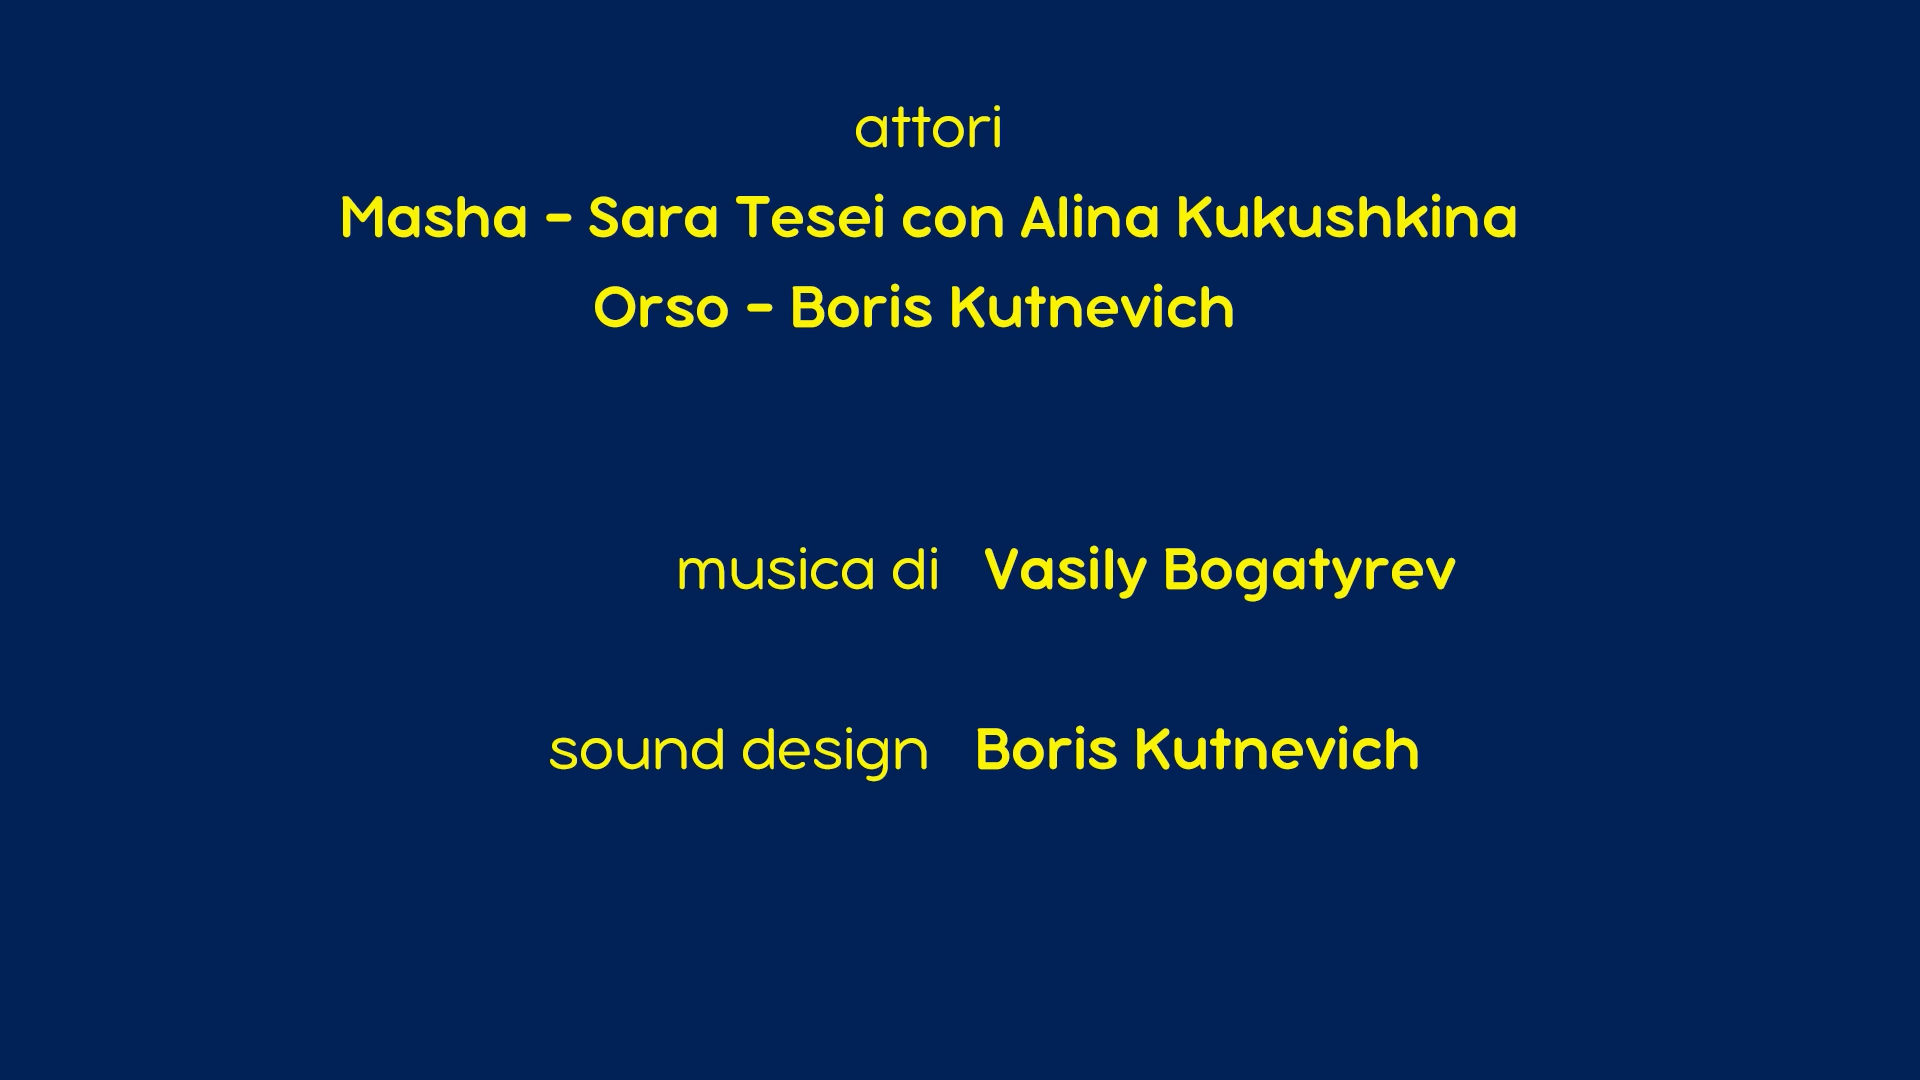 attori
Masha - Sara Tesei con Alina Kukushkina
Orso - Boris Kutnevich
musica di Vasily Bogatyrev
sound design Boris Kutnevich